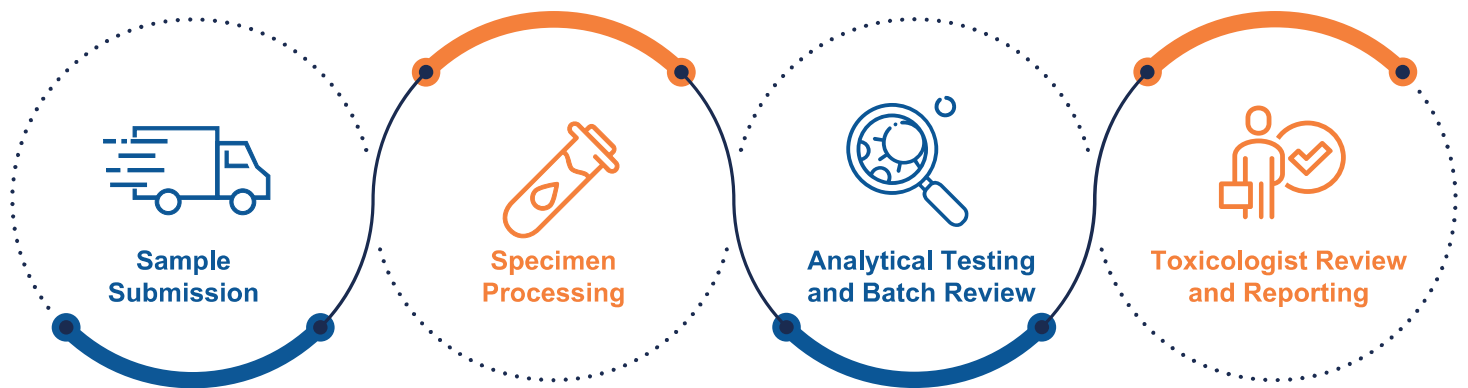 Sample
Submission
Specimen
Processing
Analytical Testing
and Batch Review
Toxicologist Review
and Reporting